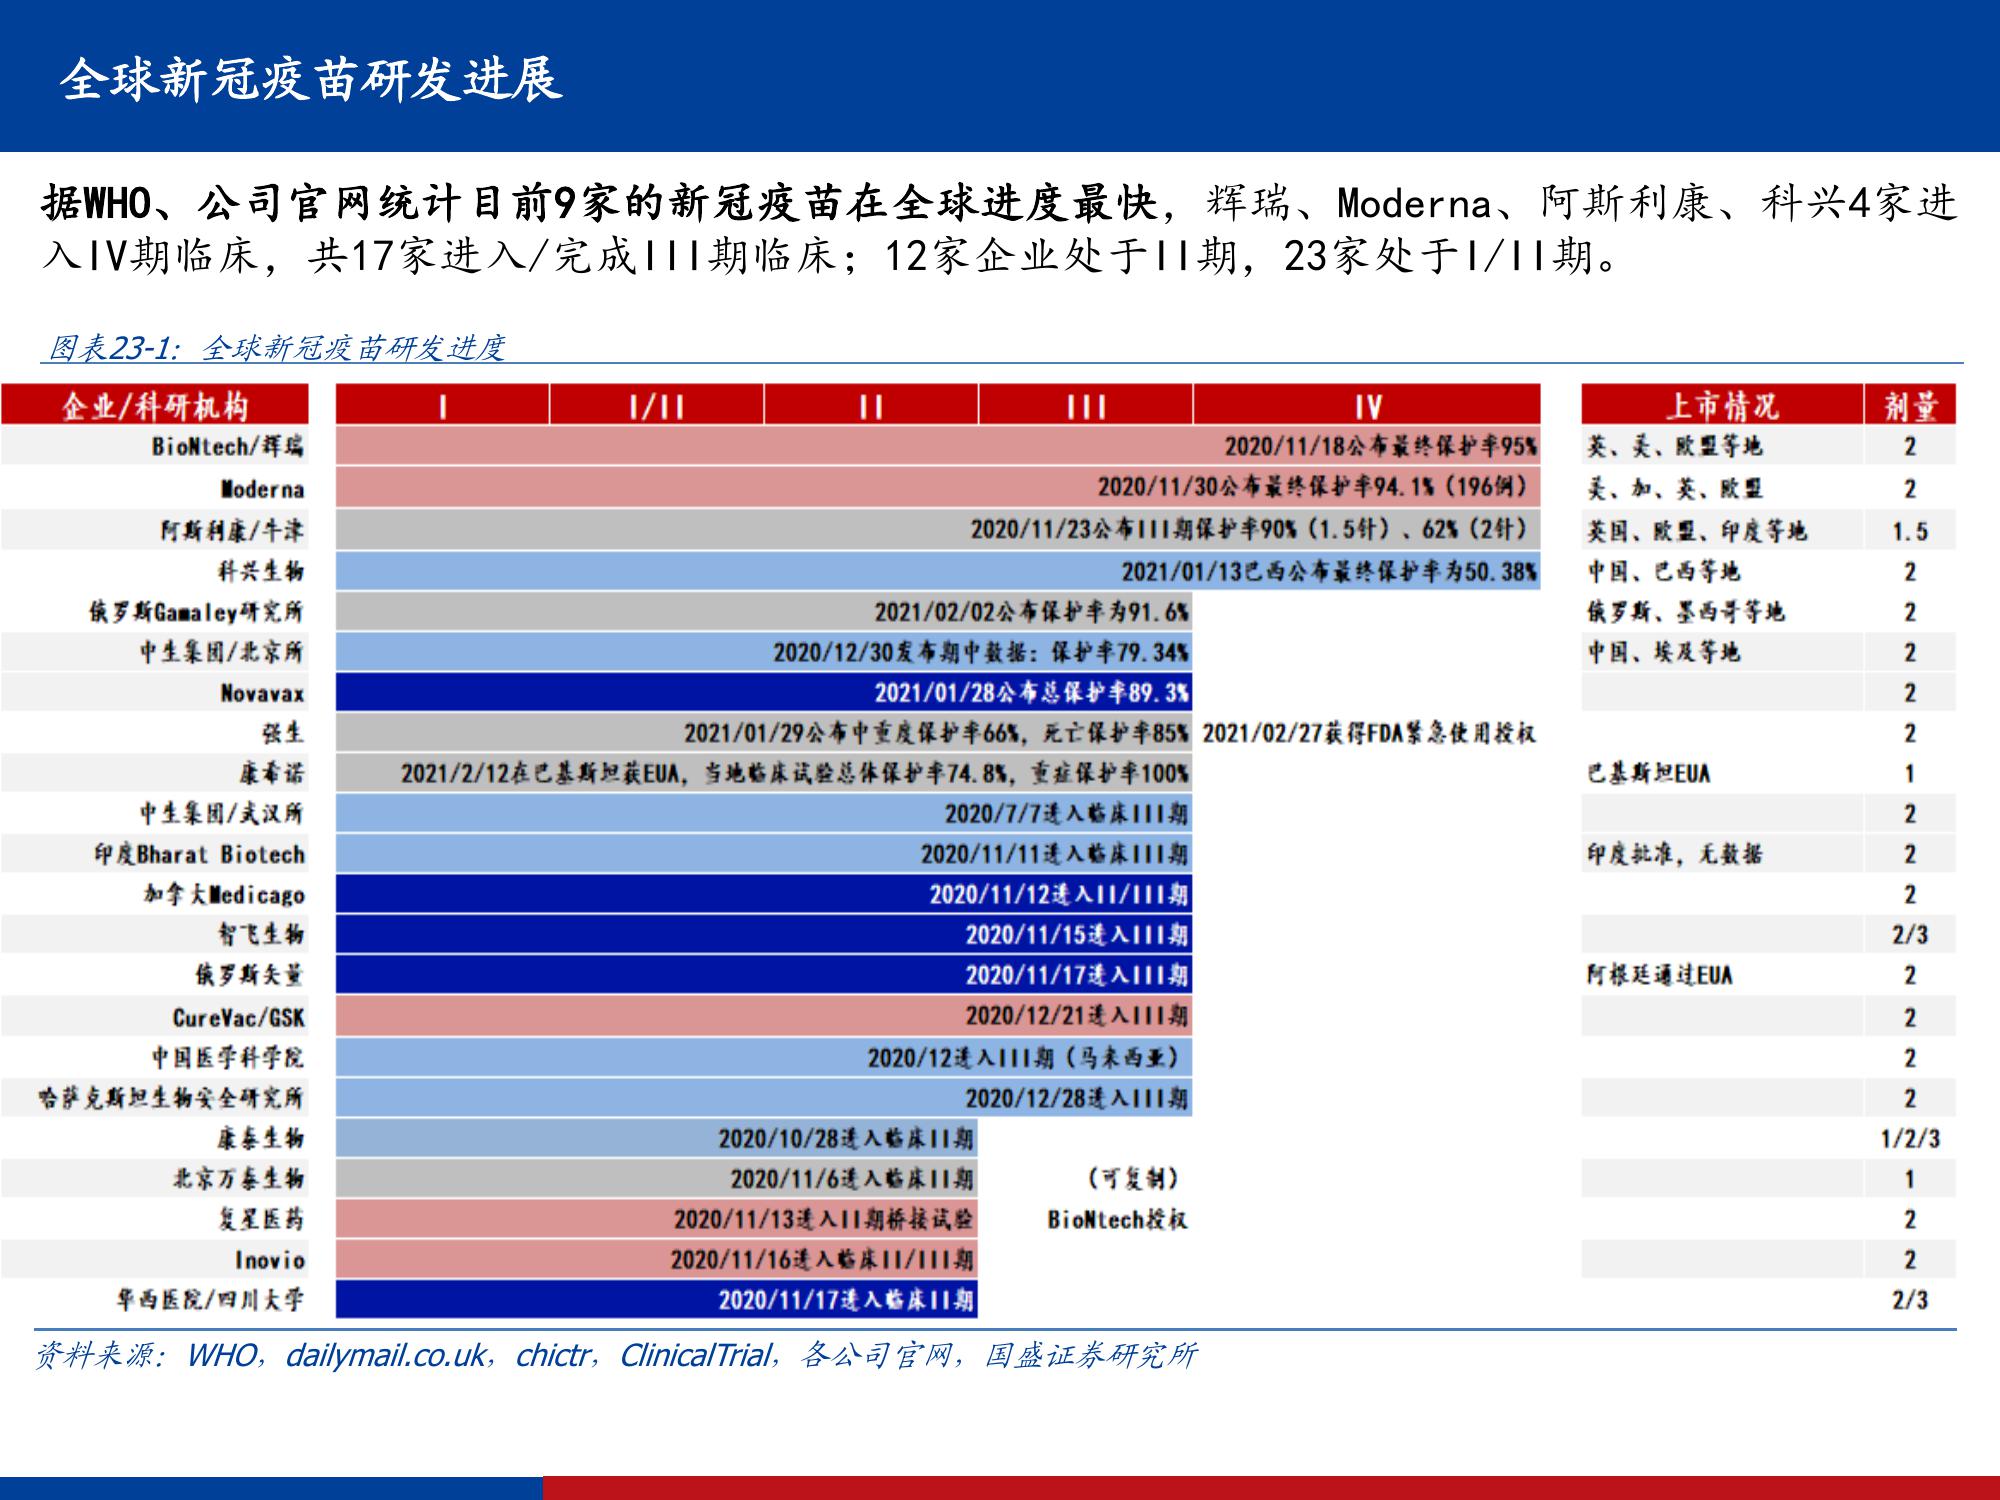 全球新冠疫苗研发进展
据WHO、公司官网统计目前9家的新冠疫苗在全球进度最快，辉瑞、Moderna、阿斯利康、科兴4家进
入IV期临床，共17家进入/完成III期临床；12家企业处于II期，23家处于I/II期。
图表23-1：全球新冠疫苗研发进度
企业/科研机构 I I/II II III IV 上市情况 剂量
BioNtech/辉瑞 2020/11/18公布最终保护率95% 英、美、欧盟等地 2
Moderna 2020/11/30公布最终保护率94.1%（196例） 美、加、英、欧盟 2
阿斯利康/牛津 2020/11/23公布III期保护率90%（1.5针）、62%（2针） 英国、欧盟、印度等地 1.5
科兴生物 2021/01/13巴西公布最终保护率为50.38% 中国、巴西等地 2
俄罗斯Gamaley研究所 2021/02/02公布保护率为91.6% 俄罗斯、墨西哥等地 2
中生集团/北京所 2020/12/30发布期中数据：保护率79.34% 中国、埃及等地 2
Novavax 2021/01/28公布总保护率89.3% 2
强生 2021/01/29公布中重度保护率66%，死亡保护率85% 2021/02/27获得FDA紧急使用授权 2
康希诺 2021/2/12在巴基斯坦获EUA，当地临床试验总体保护率74.8%，重症保护率100% 巴基斯坦EUA 1
中生集团/武汉所 2020/7/7进入临床III期 2
印度Bharat Biotech 2020/11/11进入临床III期 印度批准，无数据 2
加拿大Medicago 2020/11/12进入II/III期 2
智飞生物 2020/11/15进入III期 2/3
俄罗斯矢量 2020/11/17进入III期 阿根廷通过EUA 2
CureVac/GSK 2020/12/21进入III期 2
中国医学科学院 2020/12进入III期（马来西亚） 2
哈萨克斯坦生物安全研究所 2020/12/28进入III期 2
康泰生物 2020/10/28进入临床II期 1/2/3
北京万泰生物 2020/11/6进入临床II期 （可复制） 1
复星医药 2020/11/13进入II期桥接试验 BioNtech授权 2
Inovio 2020/11/16进入临床II/III期 2
华西医院/四川大学 2020/11/17进入临床II期 2/3
资料来源：WHO，dailymail.co.uk，chictr，ClinicalTrial，各公司官网，国盛证券研究所